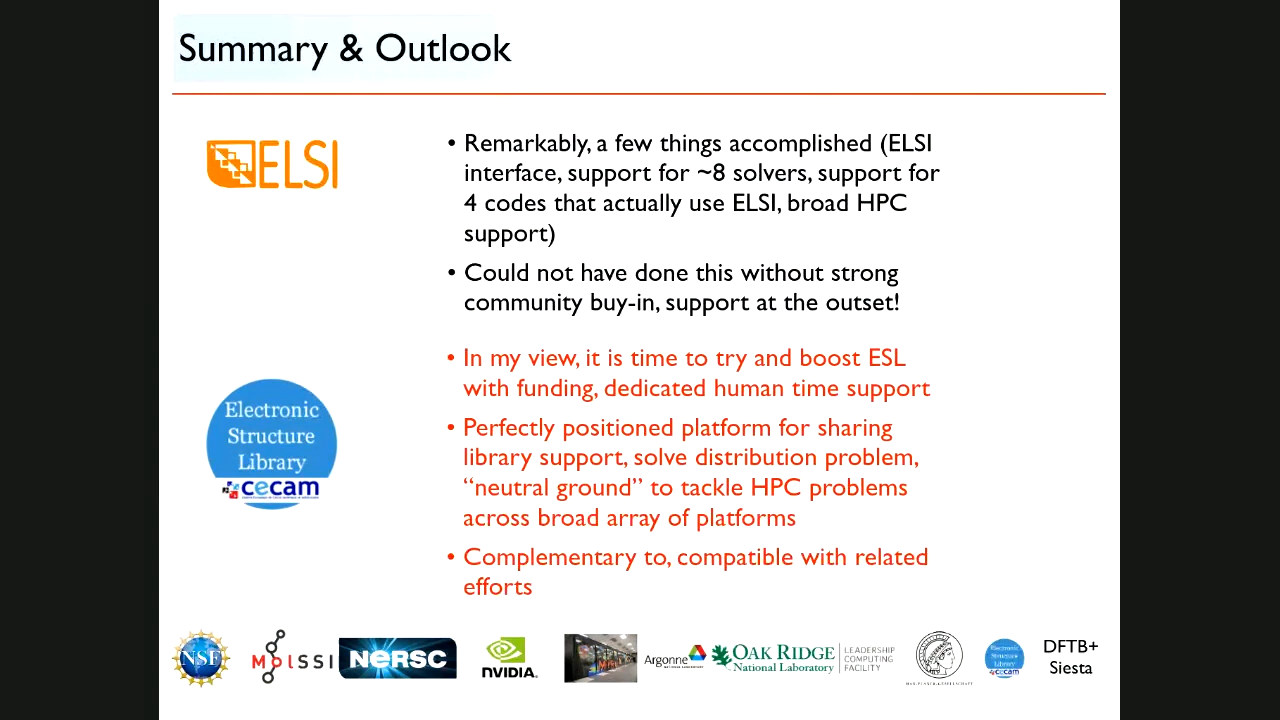 Summary & Outlook
ELSI
• Remarkably, a few things accomplished (ELSI
interface, support for ~8 solvers, support for
4 codes that actually use ELSI, broad HPC
support)
• Could not have done this without strong
community buy-in, support at the outset!
• In my view, it is time to try and boost ESL
with funding, dedicated human time support
Electronic
Structure
Library
cecam
• Perfectly positioned platform for sharing
library support, solve distribution problem,
“neutral ground” to tackle HPC problems
across broad array of platforms
• Complementary to, compatible with related
efforts
NSF
MolSSI
NERSC
NVIDIA.
Argonne
OAK RIDGE
National Laboratory
LEADERSHIP
COMPUTING
FACILITY
MAX-PLANCK-GESELLSCHAFT
Electronic
Structure
Library
cecam
DFTB+
Siesta